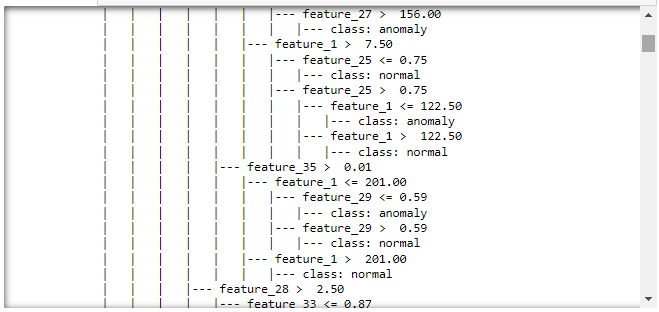 |   |   |   |   |   |   |--- feature_27 >  156.00
|   |   |   |   |   |   |   |--- class: anomaly
|   |   |   |   |   |--- feature_1 >  7.50
|   |   |   |   |   |   |--- feature_25 <= 0.75
|   |   |   |   |   |   |   |--- class: normal
|   |   |   |   |   |   |--- feature_25 >  0.75
|   |   |   |   |   |   |   |--- feature_1 <= 122.50
|   |   |   |   |   |   |   |   |--- class: anomaly
|   |   |   |   |   |   |   |--- feature_1 >  122.50
|   |   |   |   |   |   |   |   |--- class: normal
|   |   |   |   |--- feature_35 >  0.01
|   |   |   |   |   |--- feature_1 <= 201.00
|   |   |   |   |   |   |--- feature_29 <= 0.59
|   |   |   |   |   |   |   |--- class: anomaly
|   |   |   |   |   |   |--- feature_29 >  0.59
|   |   |   |   |   |   |   |--- class: normal
|   |   |   |   |   |--- feature_1 >  201.00
|   |   |   |   |   |   |--- class: normal
|   |   |   |--- feature_28 >  2.50
|   |   |   |   |--- feature_33 <= 0.87